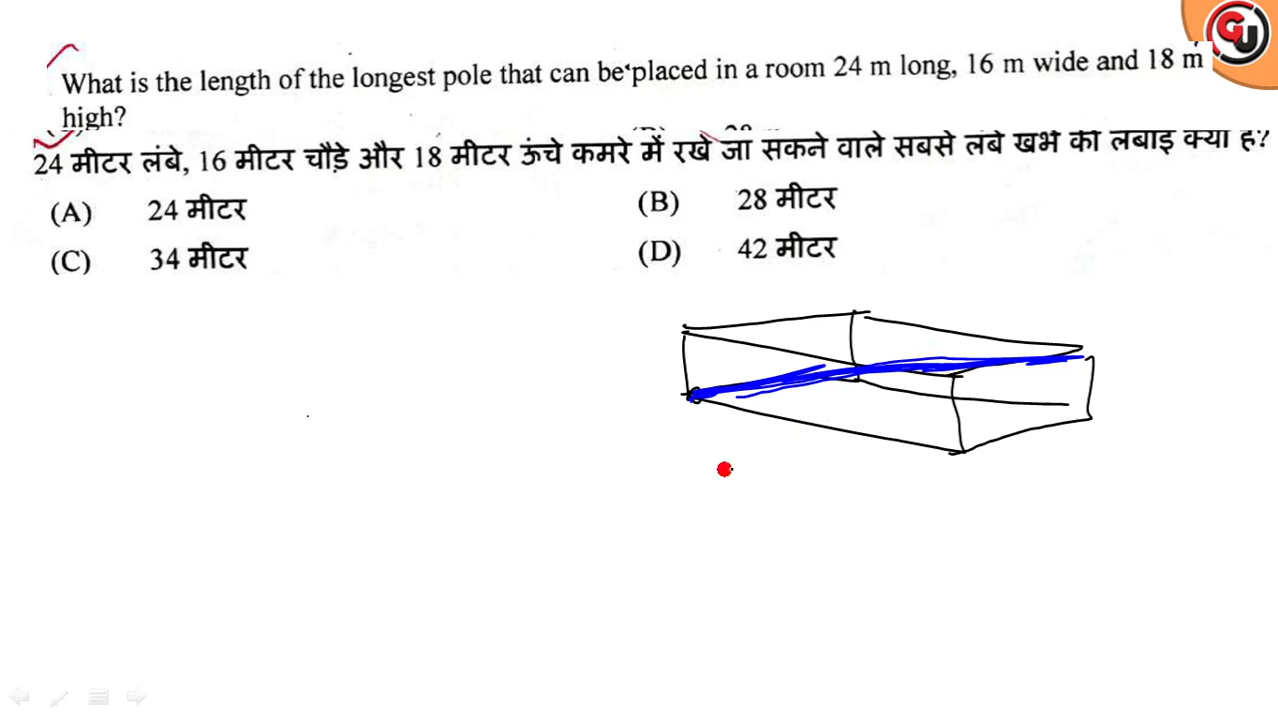 GU
What is the length of the longest pole that can be placed in a room 24 m long, 16 m wide and 18 m
high?
24 मीटर लंबे, 16 मीटर चौड़े और 18 मीटर ऊंचे कमरे में रखे जा सकने वाले सबसे लंबे खंभे की लंबाई क्या है?
(A) 24 मीटर (B) 28 मीटर
(C) 34 मीटर (D) 42 मीटर